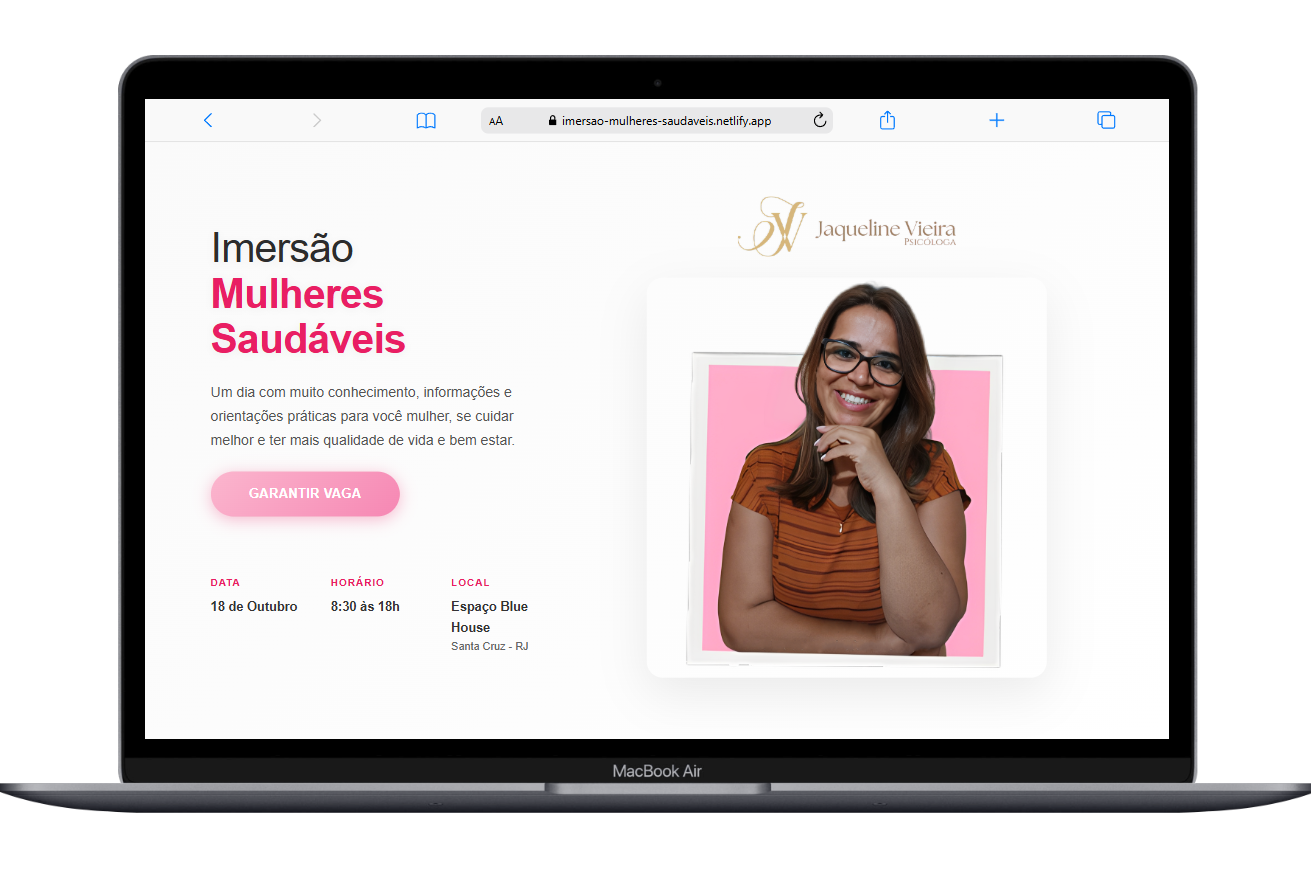 AA
imersao-mulheres-saudaveis.netlify.app
Jaqueline Vieira
PSICÓLOGA
Imersão
Mulheres
Saudáveis
Um dia com muito conhecimento, informações e
orientações práticas para você mulher, se cuidar
melhor e ter mais qualidade de vida e bem estar.
GARANTIR VAGA
DATA
18 de Outubro
HORÁRIO
8:30 às 18h
LOCAL
Espaço Blue
House
Santa Cruz - RJ
MacBook Air